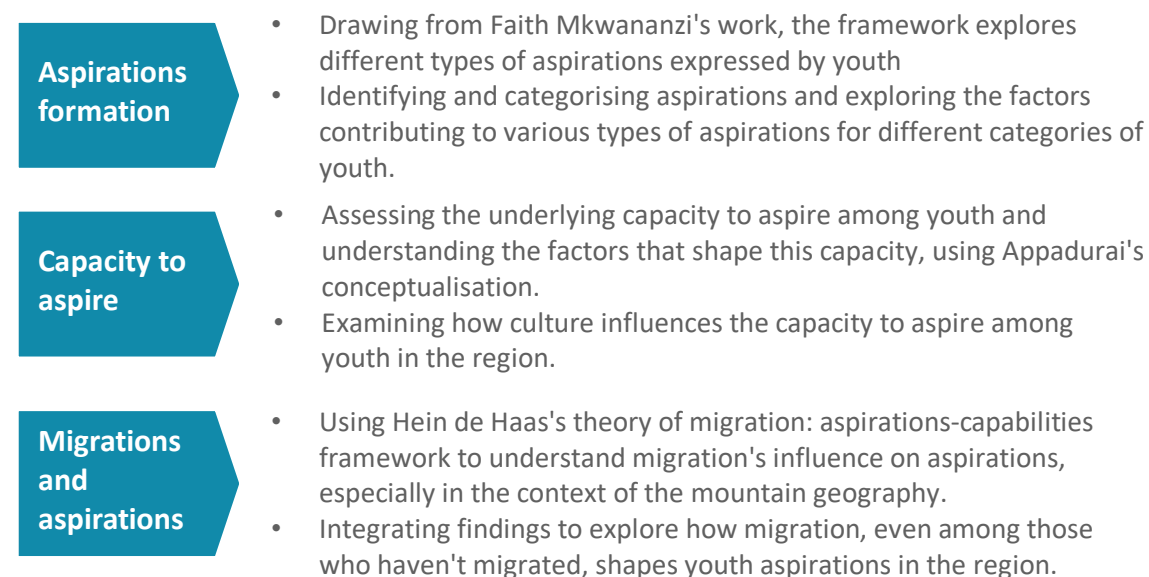 Aspirations
formation
• Drawing from Faith Mkwananzi's work, the framework explores
different types of aspirations expressed by youth
• Identifying and categorising aspirations and exploring the factors
contributing to various types of aspirations for different categories of
youth.
Capacity to
aspire
• Assessing the underlying capacity to aspire among youth and
understanding the factors that shape this capacity, using Appadurai's
conceptualisation.
• Examining how culture influences the capacity to aspire among
youth in the region.
Migrations
and
aspirations
• Using Hein de Haas's theory of migration: aspirations-capabilities
framework to understand migration's influence on aspirations,
especially in the context of the mountain geography.
• Integrating findings to explore how migration, even among those
who haven't migrated, shapes youth aspirations in the region.